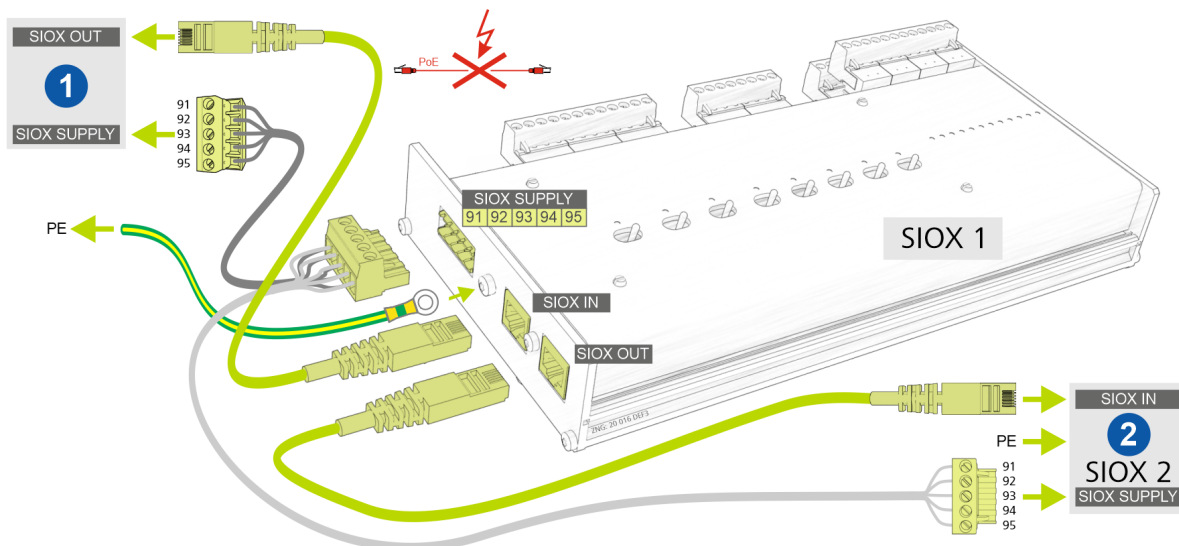 SIOX OUT
1
SIOX SUPPLY
91
92
93
94
95
PoE
PE
SIOX SUPPLY
91 92 93 94 95
SIOX 1
SIOX IN
SIOX OUT
ZNG: 20 016 DEF3
SIOX IN
PE
2
SIOX 2
SIOX SUPPLY
91
92
93
94
95